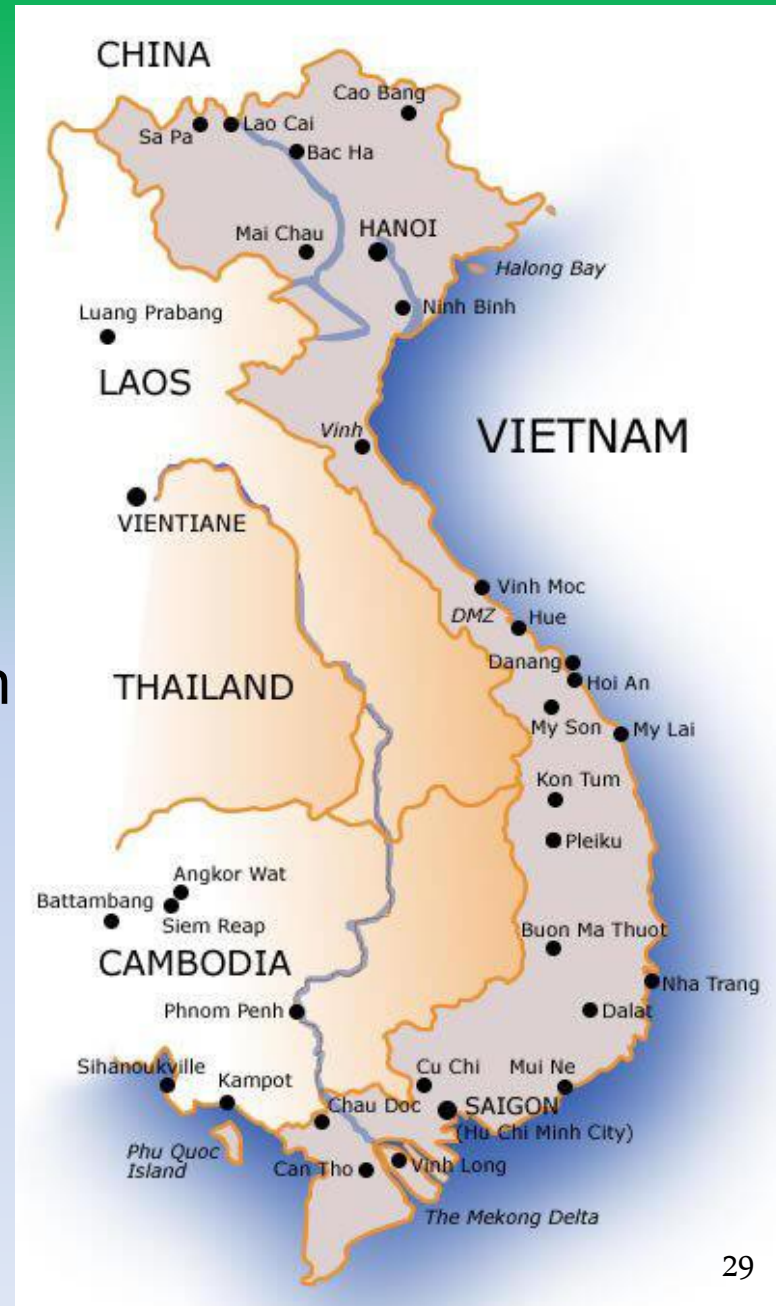 CHINA
Cao Bang
Sa Pa
Lao Cai
Bac Ha
Mai Chau
HANOI
Halong Bay
Ninh Binh
Luang Prabang
LAOS
Vinh
VIETNAM
VIENTIANE
Vinh Moc
DMZ
Hue
Danang
Hoi An
n
THAILAND
My Son
My Lai
Kon Tum
Pleiku
Angkor Wat
Battambang
Siem Reap
Buon Ma Thuot
CAMBODIA
Nha Trang
Phnom Penh
Dalat
Sihanoukville
Kampot
Cu Chi
Mui Ne
Chau Doc
SAIGON
(Hu Chi Minh City)
Phu Quoc
Island
Can Tho
Vinh Long
The Mekong Delta
29